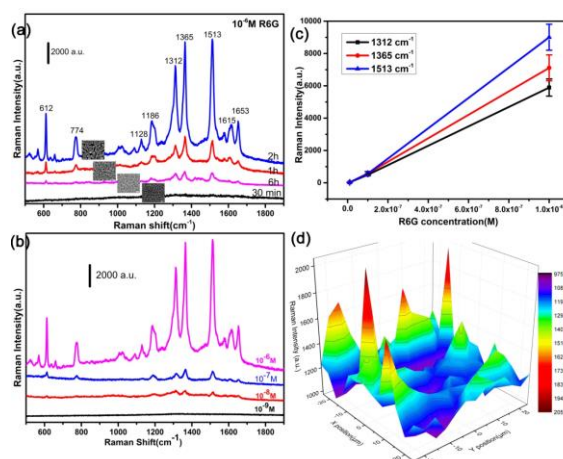 (a)
10⁻⁶M R6G
2000 a.u.
612
774
1128
1186
1312
1365
1513
1615
1653
2h
1h
6h
30 min
Raman Intensity(a.u.)
600 900 1000 1200 1350 1500 1650 1800
Raman shift(cm⁻¹)
(b)
2000 a.u.
10⁻⁶M
10⁻⁷M
10⁻⁸M
10⁻⁹M
Raman Intensity(a.u.)
600 800 1000 1200 1400 1600 1800
Raman Shift(cm⁻¹)
(c)
1312 cm⁻¹
1365 cm⁻¹
1513 cm⁻¹
10000
8000
6000
4000
2000
0
Raman Intensity(a.u.)
0.0 2.0x10⁻⁷ 4.0x10⁻⁷ 6.0x10⁻⁷ 8.0x10⁻⁷ 1.0x10⁻⁶
R6G concentration(M)
(d)
2000
1800
1600
1400
1200
1000
Raman Intensity (a.u.)
X position(μm)
Y position(μm)